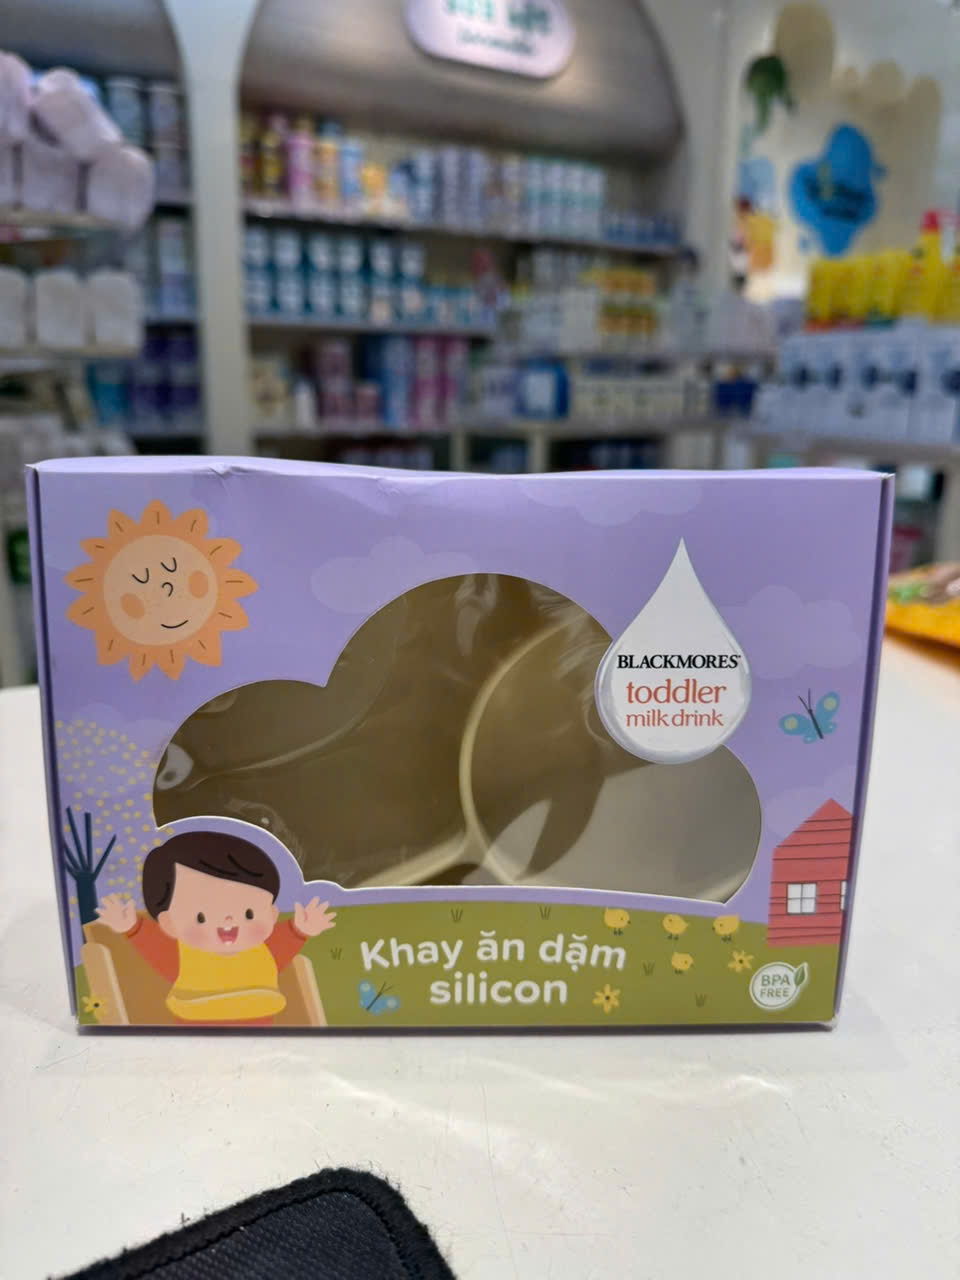 BLACKMORES
toddler
milk drink
Khay ăn dặm
silicon
BPA
FREE